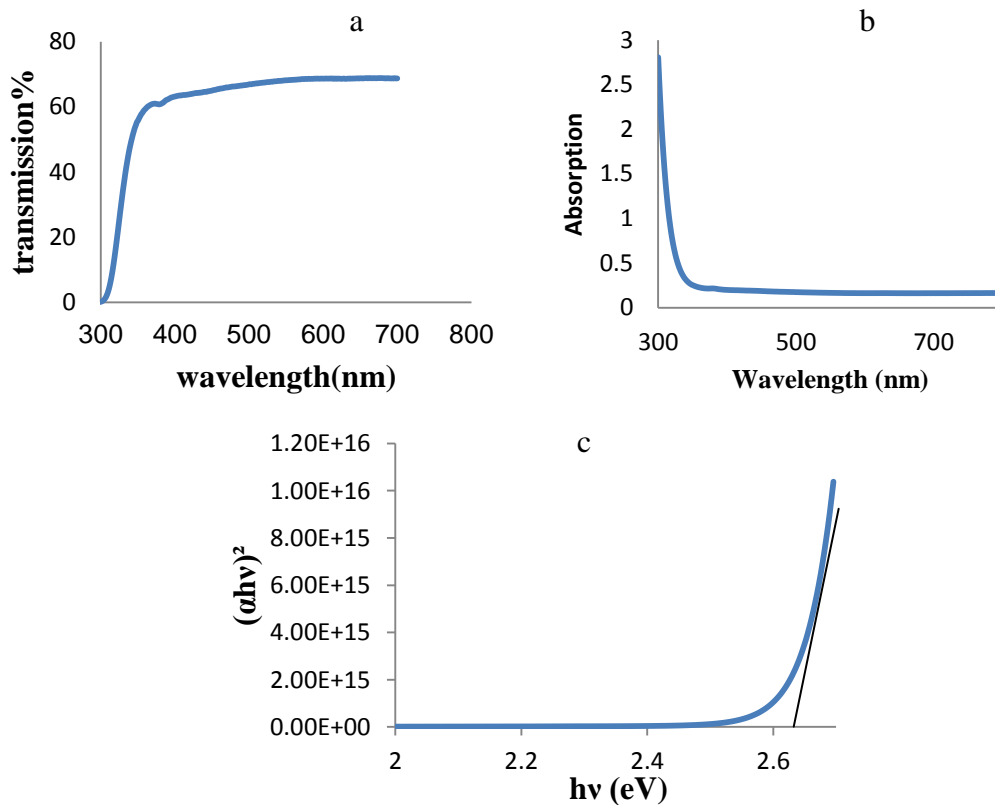 a
80
60
40
20
0
transmission%
300 400 500 600 700 800
wavelength(nm)
b
3
2.5
2
1.5
1
0.5
0
Absorption
300 500 700
Wavelength (nm)
c
1.20E+16
1.00E+16
8.00E+15
6.00E+15
4.00E+15
2.00E+15
0.00E+00
(αhν)²
2 2.2 2.4 2.6
hν (eV)